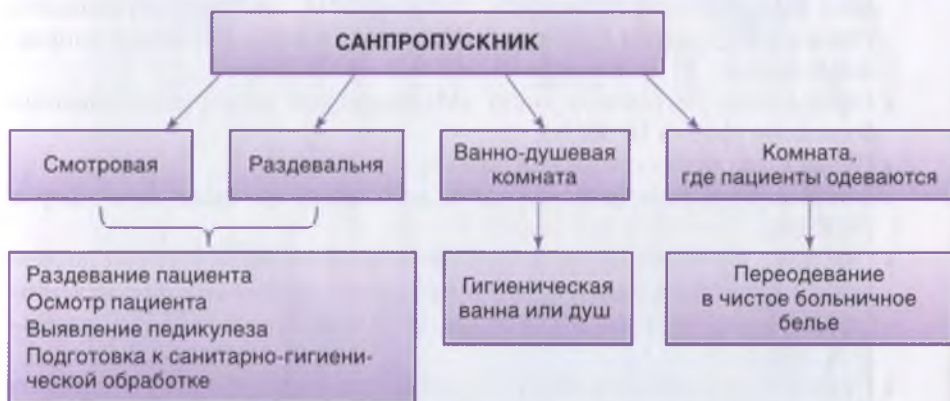 САНПРОПУСКНИК
Смотровая
Раздевальня
Ванно-душевая
комната
Комната,
где пациенты одеваются
Раздевание пациента
Осмотр пациента
Выявление педикулеза
Подготовка к санитарно-гигиени-
ческой обработке
Гигиеническая
ванна или душ
Переодевание
в чистое больничное
белье